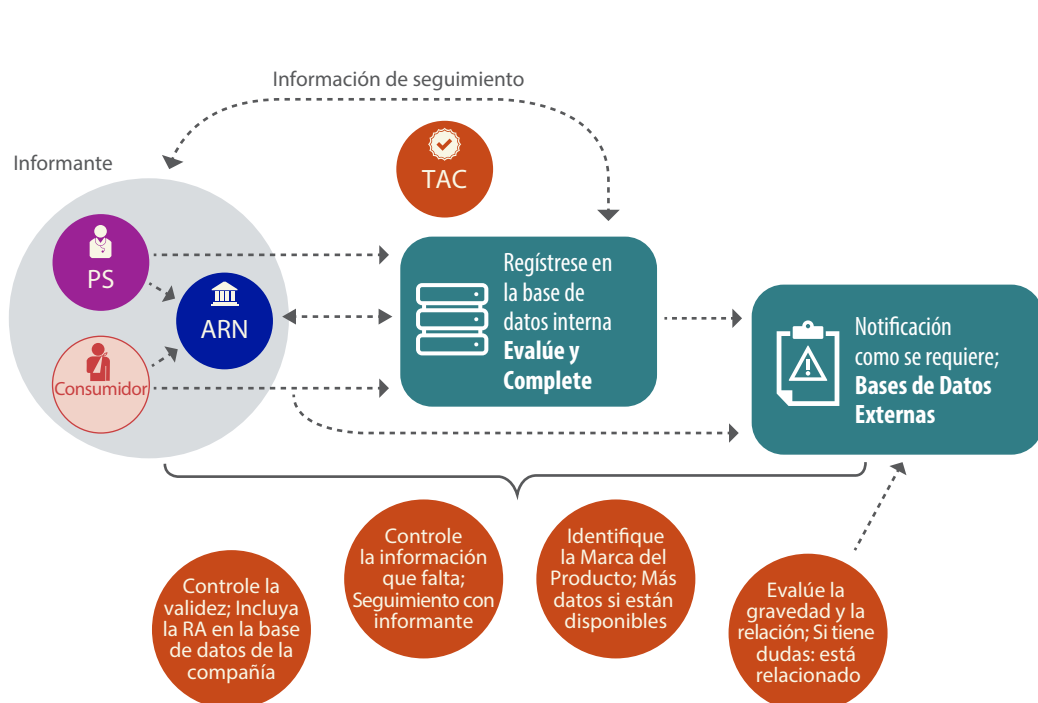 Información de seguimiento
Informante
TAC
PS
ARN
Consumidor
Regístrese en
la base de
datos interna
Evalúe y
Complete
Notificación
como se requiere;
Bases de Datos
Externas
Controle la
validez; Incluya
la RA en la base
de datos de la
compañía
Controle
la información
que falta;
Seguimiento con
informante
Identifique
la Marca del
Producto; Más
datos si están
disponibles
Evalúe la
gravedad y la
relación; Si tiene
dudas: está
relacionado